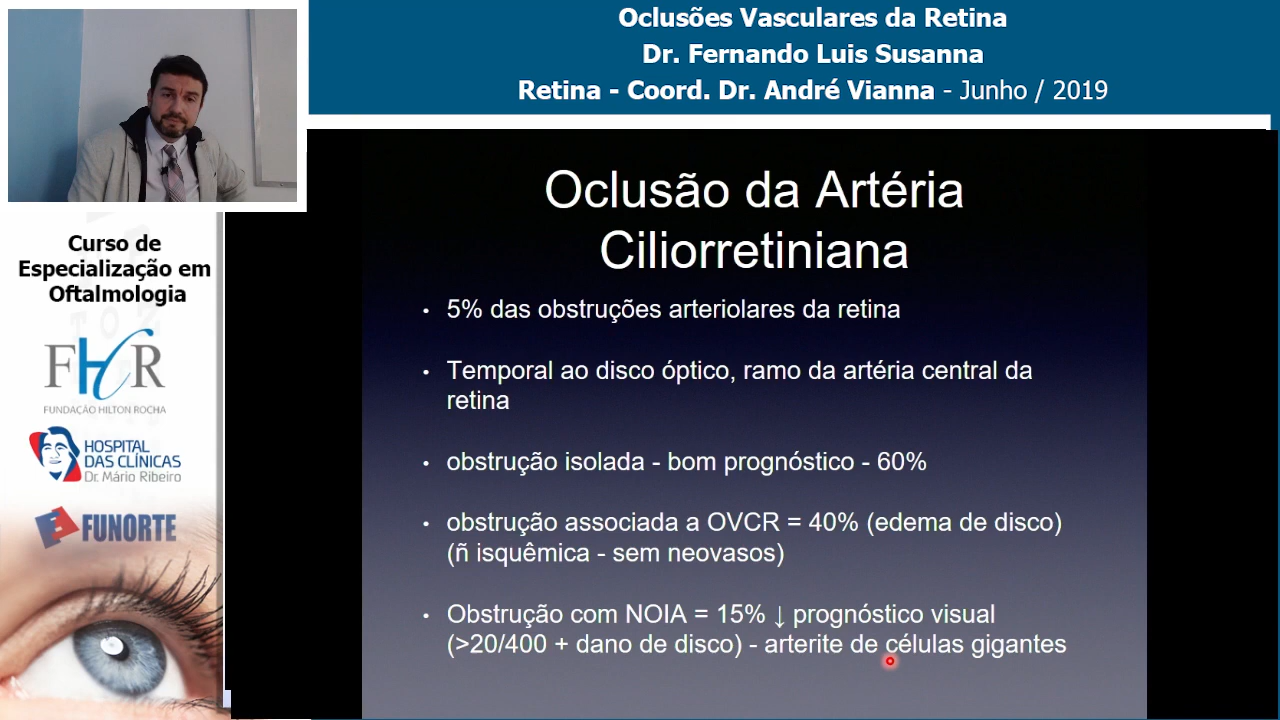 Oclusões Vasculares da Retina
Dr. Fernando Luis Susanna
Retina - Coord. Dr. André Vianna - Junho / 2019
Curso de
Especialização em
Oftalmologia
FHR
FUNDAÇÃO HILTON ROCHA
HOSPITAL
DAS CLÍNICAS
Dr. Mário Ribeiro
FUNORTE
Oclusão da Artéria
Ciliorretiniana
• 5% das obstruções arteriolares da retina
• Temporal ao disco óptico, ramo da artéria central da
retina
• obstrução isolada - bom prognóstico - 60%
• obstrução associada a OVCR = 40% (edema de disco)
(ñ isquêmica - sem neovasos)
• Obstrução com NOIA = 15% ↓ prognóstico visual
(>20/400 + dano de disco) - arterite de células gigantes